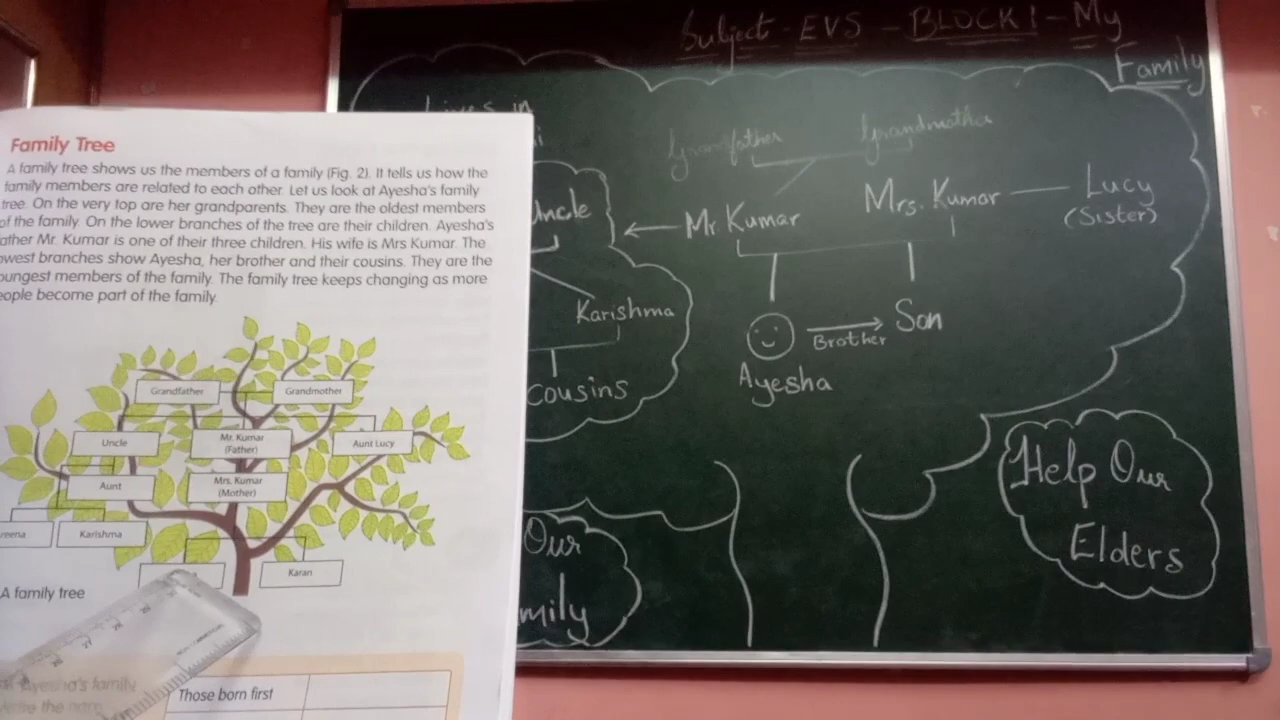 Family Tree
A family tree shows us the members of a family (Fig. 2). It tells us how the
family members are related to each other. Let us look at Ayesha's family
tree. On the very top are her grandparents. They are the oldest members
of the family. On the lower branches of the tree are their children. Ayesha's
ather Mr. Kumar is one of their three children. His wife is Mrs Kumar. The
owest branches show Ayesha, her brother and their cousins. They are the
oungest members of the family. The family tree keeps changing as more
eople become part of the family.
Grandfather Grandmother
Uncle Mr. Kumar (Father) Aunt Lucy
Aunt Mrs. Kumar (Mother)
reena Karishma
Karan
A family tree
Ayesha's family
Those born first
Subject - EVS - BLOCK 1 - My
Family
Lives in
Grandfather Grandmother
Uncle Mr Kumar Mrs. Kumar Lucy
(Sister)
Karishma
Brother Son
Cousins Ayesha
Our
mily
Help Our
Elders